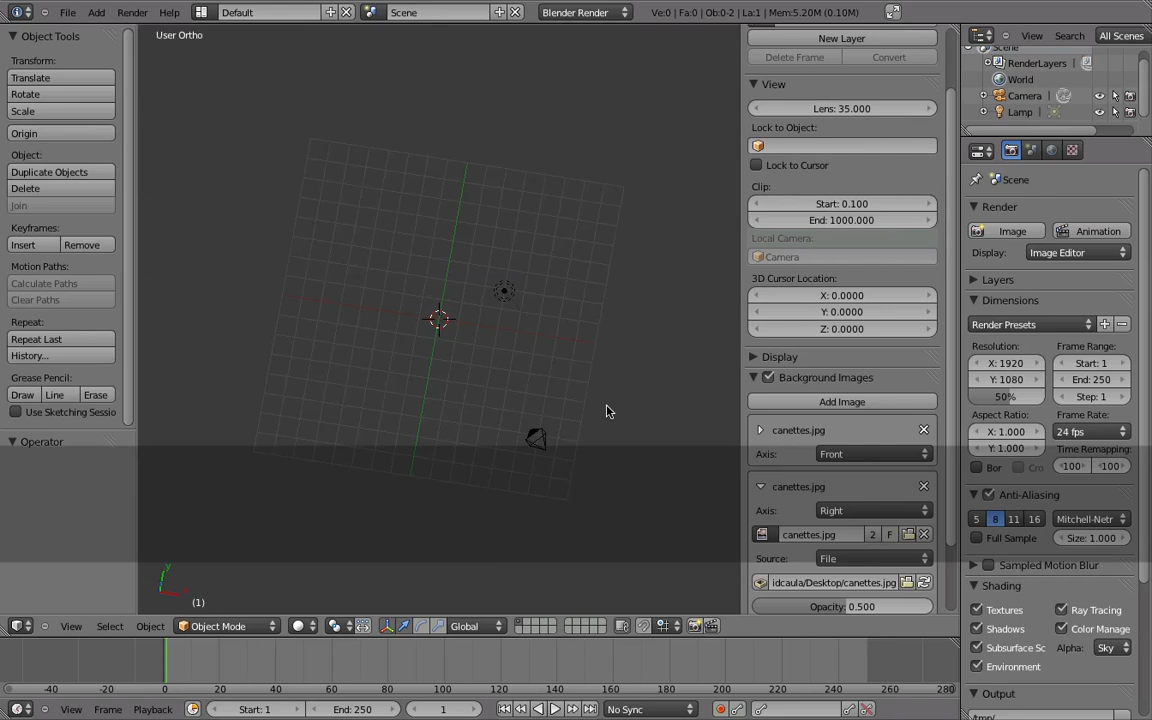 File Add Render Help Default Scene Blender Render Ve:0 | Fa:0 | Ob:0-2 | La:1 | Mem:5.20M (0.10M) View Search All Scenes
Object Tools
Transform:
Translate
Rotate
Scale
Origin
Object:
Duplicate Objects
Delete
Join
Keyframes:
Insert Remove
Motion Paths:
Calculate Paths
Clear Paths
Repeat:
Repeat Last
History...
Grease Pencil:
Draw Line Erase
Use Sketching Sessio
Operator
User Ortho
y
(1)
New Layer
Delete Frame Convert
View
Lens: 35.000
Lock to Object:
Lock to Cursor
Clip:
Start: 0.100
End: 1000.000
Local Camera:
Camera
3D Cursor Location:
X: 0.0000
Y: 0.0000
Z: 0.0000
Display
Background Images
Add Image
canettes.jpg
Axis: Front
canettes.jpg
Axis: Right
canettes.jpg 2 F
Source: File
idcaula/Desktop/canettes.jpg
Opacity: 0.500
Scene
RenderLayers
World
Camera
Lamp
Scene
Render
Image Animation
Display: Image Editor
Layers
Dimensions
Render Presets
Resolution: Frame Range:
X: 1920 Start: 1
Y: 1080 End: 250
50% Step: 1
Aspect Ratio: Frame Rate:
X: 1.000 24 fps
Y: 1.000 Time Remapping:
Bor Cro 100 100
Anti-Aliasing
5 8 11 16 Mitchell-Netr
Full Sample Size: 1.000
Sampled Motion Blur
Shading
Textures Ray Tracing
Shadows Color Manage
Subsurface Sc Alpha: Sky
Environment
Output
/tmp/
View Select Object Object Mode Global
-40 -20 0 20 40 60 80 100 120 140 160 180 200 220 240 260 280
View Frame Playback Start: 1 End: 250 1 No Sync